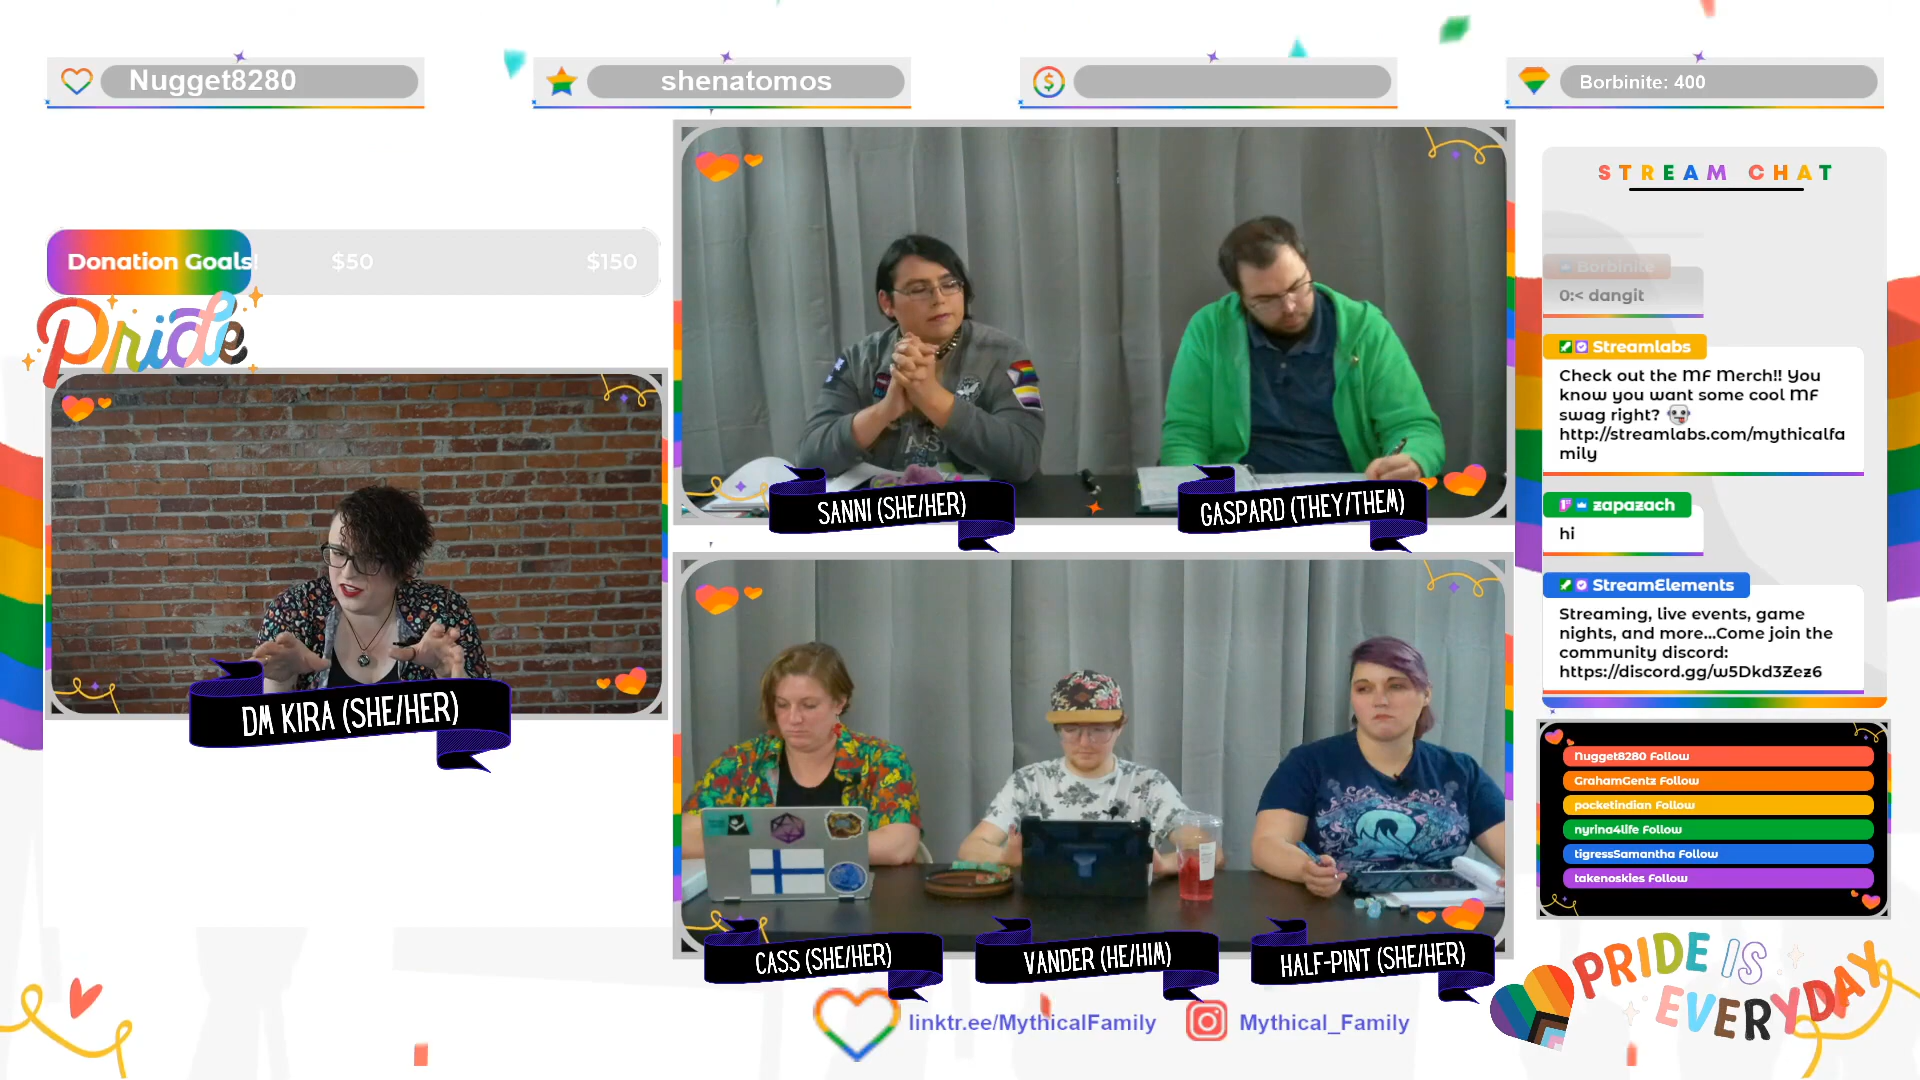 Nugget8280
shenatomos
Borbinite: 400
Donation Goals!
$50
$150
Pride
DM KIRA (SHE/HER)
SANNI (SHE/HER)
GASPARD (THEY/THEM)
CASS (SHE/HER)
VANDER (HE/HIM)
HALF-PINT (SHE/HER)
STREAM CHAT
Borbinite
O:< dangit
Streamlabs
Check out the MF Merch!! You
know you want some cool MF
swag right?
http://streamlabs.com/mythicalfa
mily
zapazach
hi
StreamElements
Streaming, live events, game
nights, and more...Come join the
community discord:
https://discord.gg/w5Dkd3Zez6
Nugget8280 Follow
GrahamGentz Follow
pocketindian Follow
nyrina4life Follow
tigressSamantha Follow
takenoskies Follow
PRIDE IS
EVERYDAY
linktr.ee/MythicalFamily
Mythical_Family